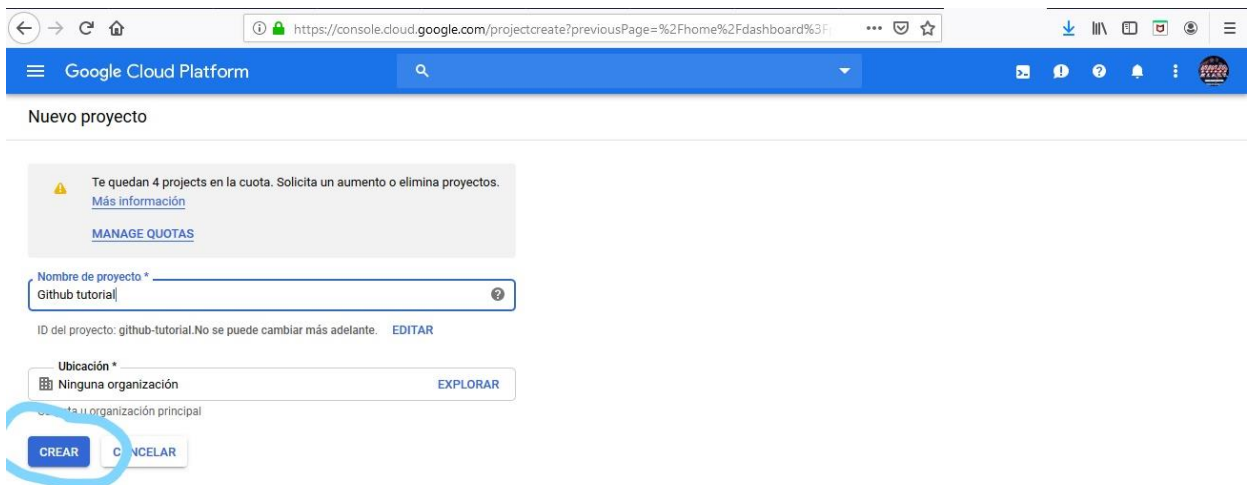 https://console.cloud.google.com/projectcreate?previousPage=%2Fhome%2Fdashboard%3F
Google Cloud Platform
Nuevo proyecto
Te quedan 4 projects en la cuota. Solicita un aumento o elimina proyectos.
Más información
MANAGE QUOTAS
Nombre de proyecto *
Github tutorial
ID del proyecto: github-tutorial.No se puede cambiar más adelante. EDITAR
Ubicación *
Ninguna organización EXPLORAR
u organización principal
CREAR CANCELAR